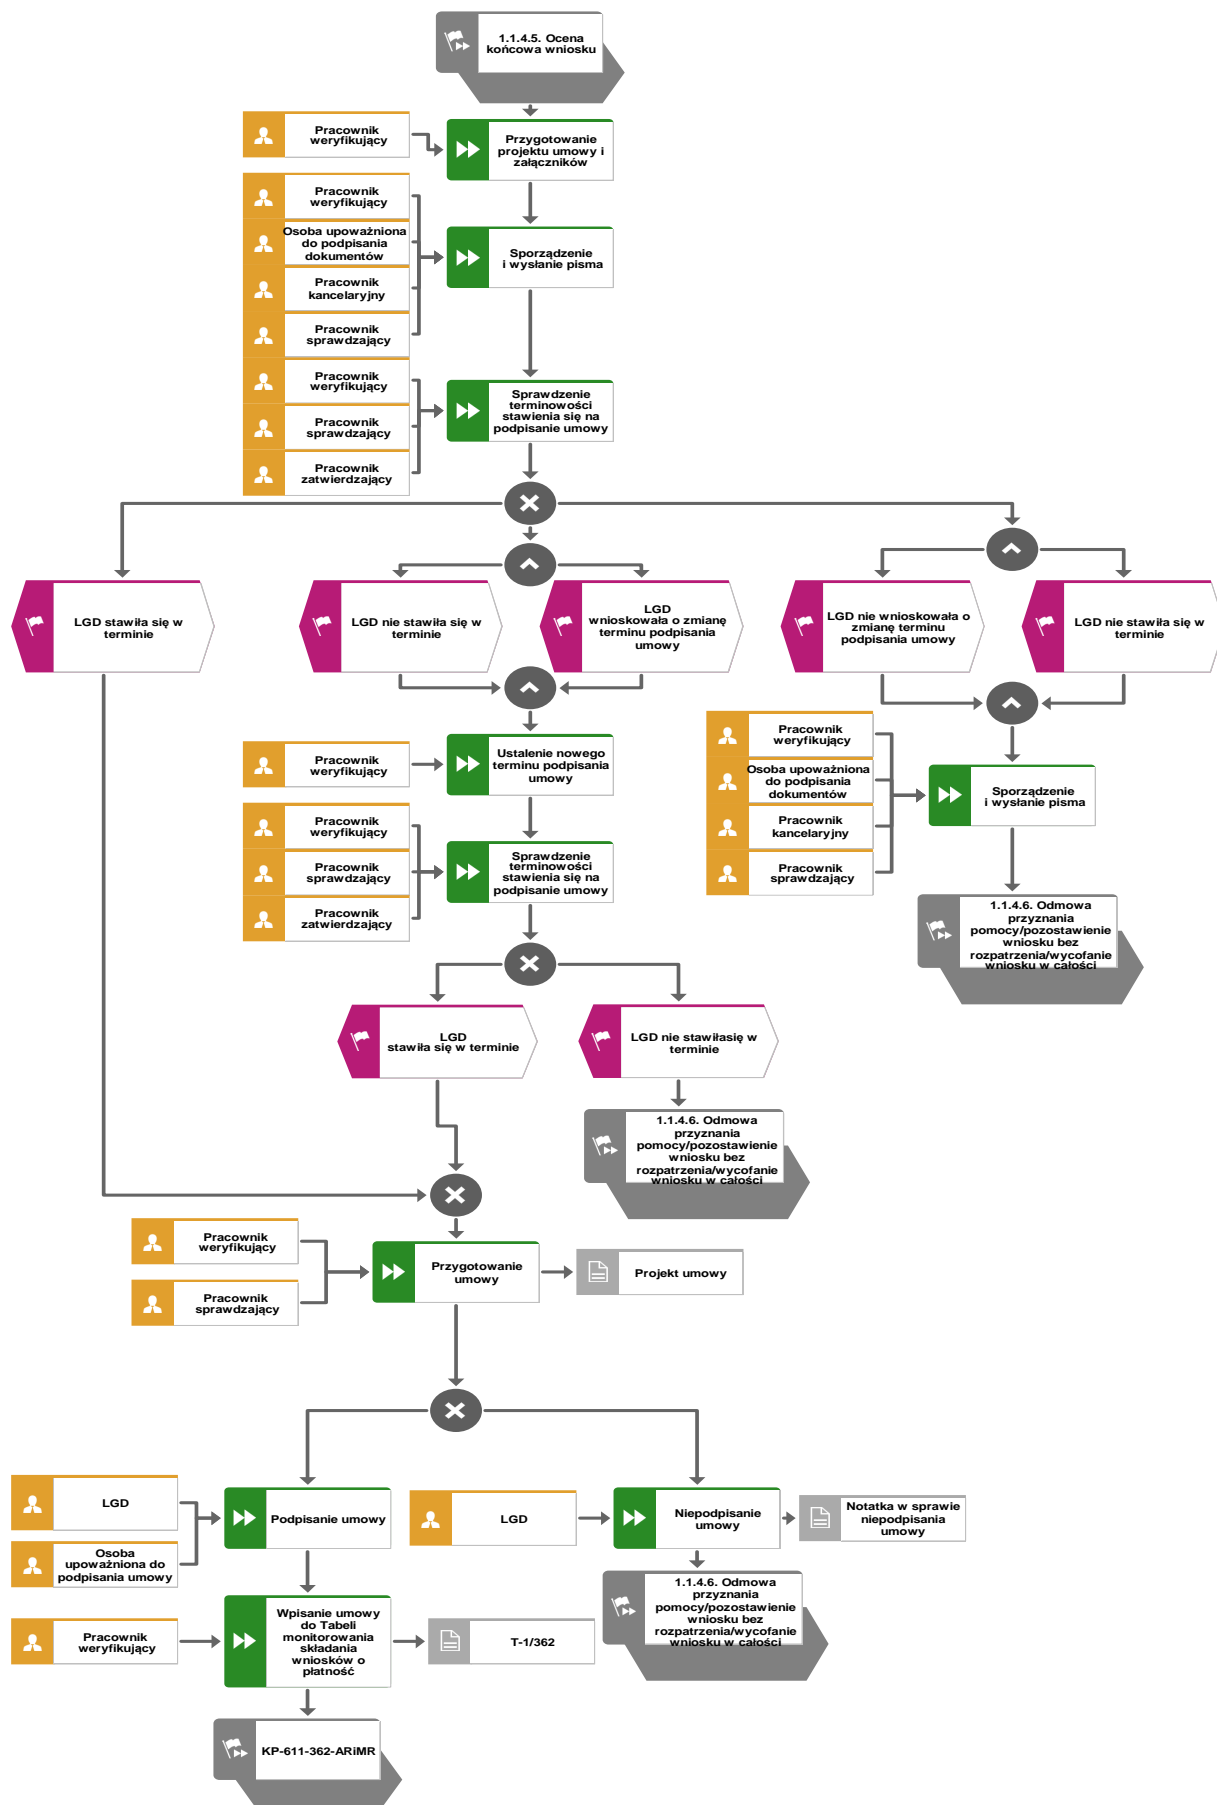 1.1.4.5. Ocena
końcowa wniosku
Pracownik
weryfikujący
Przygotowanie
projektu umowy i
załączników
Pracownik
weryfikujący
Osoba upoważniona
do podpisania
dokumentów
Pracownik
kancelaryjny
Pracownik
sprawdzający
Sporządzenie
i wysłanie pisma
Pracownik
weryfikujący
Pracownik
sprawdzający
Pracownik
zatwierdzający
Sprawdzenie
terminowości
stawienia się na
podpisanie umowy
LGD stawiła się w
terminie
LGD nie stawiła się w
terminie
LGD
wnioskowała o zmianę
terminu podpisania
umowy
LGD nie wnioskowała o
zmianę terminu
podpisania umowy
LGD nie stawiła się w
terminie
Pracownik
weryfikujący
Ustalenie nowego
terminu podpisania
umowy
Pracownik
weryfikujący
Osoba upoważniona
do podpisania
dokumentów
Pracownik
kancelaryjny
Pracownik
sprawdzający
Sporządzenie
i wysłanie pisma
Pracownik
weryfikujący
Pracownik
sprawdzający
Pracownik
zatwierdzający
Sprawdzenie
terminowości
stawienia się na
podpisanie umowy
1.1.4.6. Odmowa
przyznania
pomocy/pozostawienie
wniosku bez
rozpatrzenia/wycofanie
wniosku w całości
LGD
stawiła się w terminie
LGD nie stawiłasię w
terminie
1.1.4.6. Odmowa
przyznania
pomocy/pozostawienie
wniosku bez
rozpatrzenia/wycofanie
wniosku w całości
Pracownik
weryfikujący
Pracownik
sprawdzający
Przygotowanie
umowy
Projekt umowy
LGD
Osoba
upoważniona do
podpisania umowy
Podpisanie umowy
LGD
Niepodpisanie
umowy
Notatka w sprawie
niepodpisania
umowy
1.1.4.6. Odmowa
przyznania
pomocy/pozostawienie
wniosku bez
rozpatrzenia/wycofanie
wniosku w całości
Pracownik
weryfikujący
Wpisanie umowy
do Tabeli
monitorowania
składania
wniosków o
płatność
T-1/362
KP-611-362-ARiMR